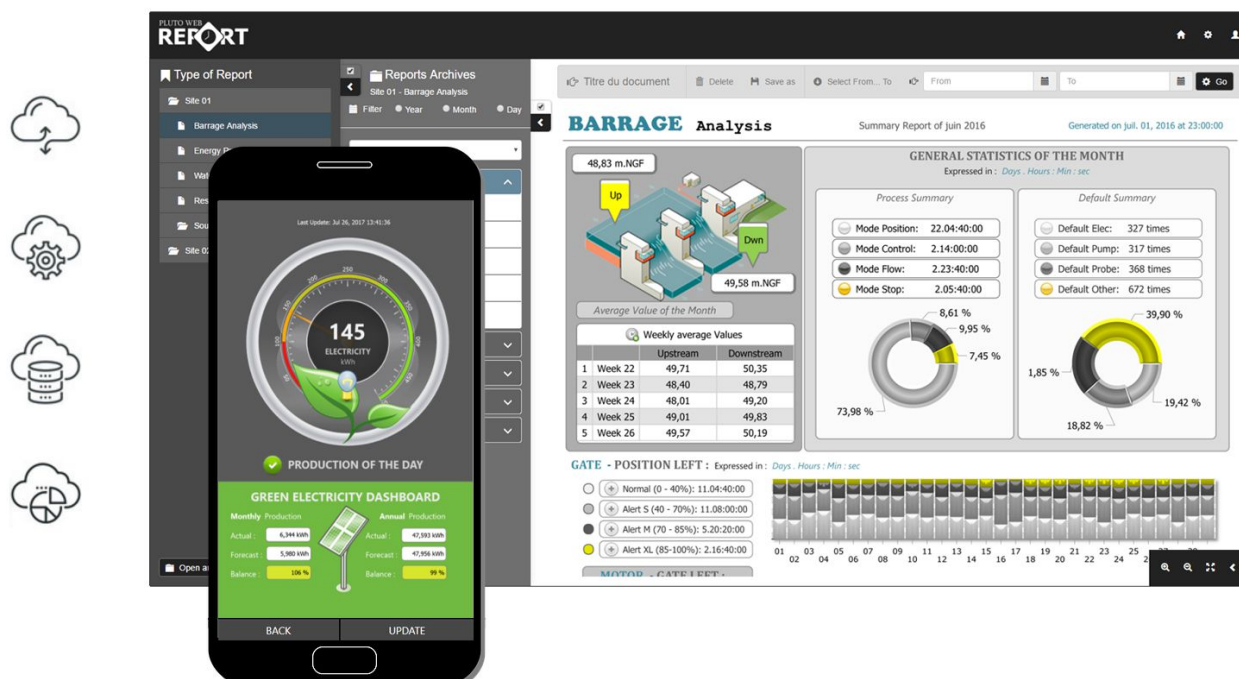 PLUTO WEB
REPORT
Type of Report
Site 01
Barrage Analysis
Energy
Site 02
Open
Reports Archives
Site 01 - Barrage Analysis
Filter Year Month Day
Titre du document Delete Save as Select From... To From To Go
BARRAGE Analysis Summary Report of juin 2016 Generated on juil. 01, 2016 at 23:00:00
48,83 m.NGF
Up
Dwn
49,58 m.NGF
Average Value of the Month
Weekly average Values
Upstream Downstream
1 Week 22 49,71 50,35
2 Week 23 48,40 48,79
3 Week 24 48,01 49,20
4 Week 25 49,01 49,83
5 Week 26 49,57 50,19
GENERAL STATISTICS OF THE MONTH
Expressed in : Days . Hours : Min : sec
Process Summary
Mode Position: 22.04:40:00
Mode Control: 2.14:00:00
Mode Flow: 2.23:40:00
Mode Stop: 2.05:40:00
8,61 %
9,95 %
7,45 %
73,98 %
Default Summary
Default Elec: 327 times
Default Pump: 317 times
Default Probe: 368 times
Default Other: 672 times
39,90 %
1,85 %
19,42 %
18,82 %
GATE - POSITION LEFT : Expressed in : Days . Hours : Min : sec
Normal (0 - 40%): 11.04:40:00
Alert S (40 - 70%): 11.08:00:00
Alert M (70 - 85%): 5.20:20:00
Alert XL (85-100%): 2.16:40:00
01 03 05 07 09 11 13 15 17 19 21 23 25 27 29
02 04 06 08 10 12 14 16 18 20 22 24
MOTOR - GATE LEFT :
Last Update: Jul 26, 2017 13:41:36
50 100 150 200 250 300 350 400 450
145
ELECTRICITY
kWh
PRODUCTION OF THE DAY
GREEN ELECTRICITY DASHBOARD
Monthly Production Annual Production
Actual : 6,344 kWh Actual : 47,593 kWh
Forecast : 5,980 kWh Forecast : 47,956 kWh
Balance : 106 % Balance : 99 %
BACK UPDATE